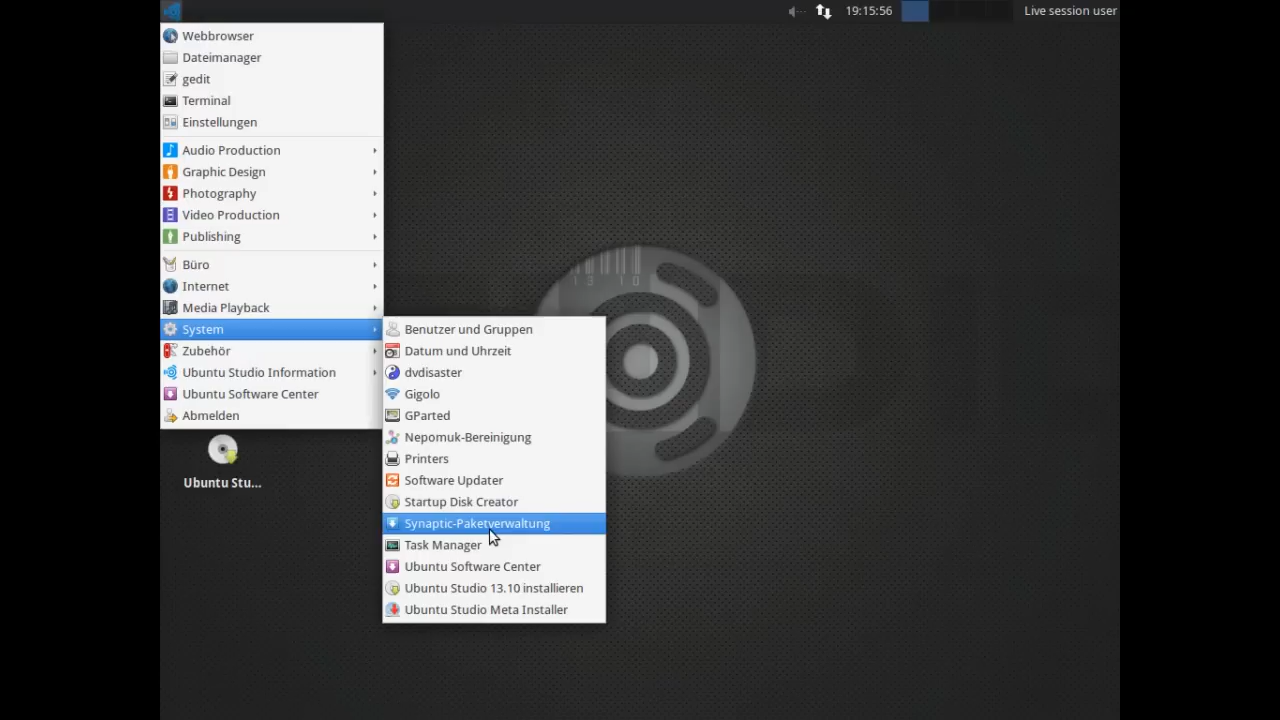 19:15:56
Live session user
Webbrowser
Dateimanager
gedit
Terminal
Einstellungen
Audio Production
Graphic Design
Photography
Video Production
Publishing
Büro
Internet
Media Playback
System
Zubehör
Ubuntu Studio Information
Ubuntu Software Center
Abmelden
Benutzer und Gruppen
Datum und Uhrzeit
dvdisaster
Gigolo
GParted
Nepomuk-Bereinigung
Printers
Software Updater
Startup Disk Creator
Synaptic-Paketverwaltung
Task Manager
Ubuntu Software Center
Ubuntu Studio 13.10 installieren
Ubuntu Studio Meta Installer
Ubuntu Stu...
13 10